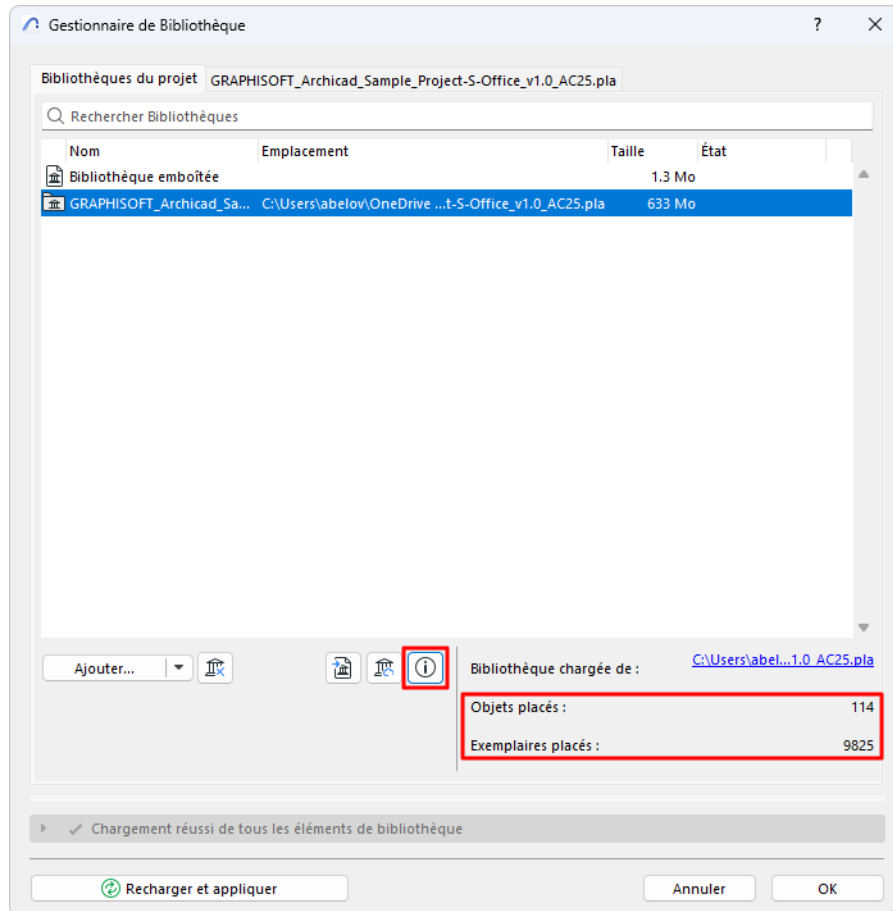 Gestionnaire de Bibliothèque ?
Bibliothèques du projet GRAPHISOFT_Archicad_Sample_Project-S-Office_v1.0_AC25.pla
Rechercher Bibliothèques
Nom Emplacement Taille État
Bibliothèque emboîtée 1.3 Mo
GRAPHISOFT_Archicad_Sa... C:\Users\abelov\OneDrive ...t-S-Office_v1.0_AC25.pla 633 Mo
Ajouter... Bibliothèque chargée de : C:\Users\abel...1.0 AC25.pla
Objets placés : 114
Exemplaires placés : 9825
Chargement réussi de tous les éléments de bibliothèque
Recharger et appliquer Annuler OK